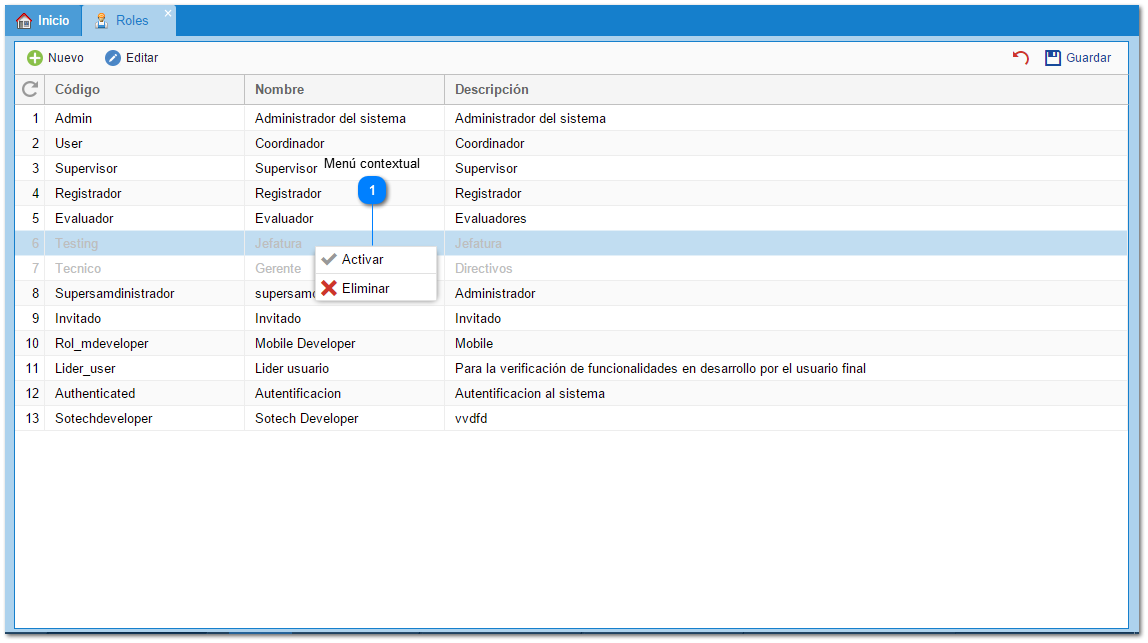 Inicio Roles
Nuevo Editar Guardar
Código Nombre Descripción
1 Admin Administrador del sistema Administrador del sistema
2 User Coordinador Coordinador
Menú contextual
3 Supervisor Supervisor Supervisor
1
4 Registrador Registrador Registrador
5 Evaluador Evaluador Evaluadores
6 Testing Jefatura Jefatura
Activar
7 Tecnico Gerente Directivos
Eliminar
8 Supersamdinistrador supersam Administrador
9 Invitado Invitado Invitado
10 Rol_mdeveloper Mobile Developer Mobile
11 Lider_user Lider usuario Para la verificación de funcionalidades en desarrollo por el usuario final
12 Authenticated Autentificacion Autentificacion al sistema
13 Sotechdeveloper Sotech Developer vvdfd